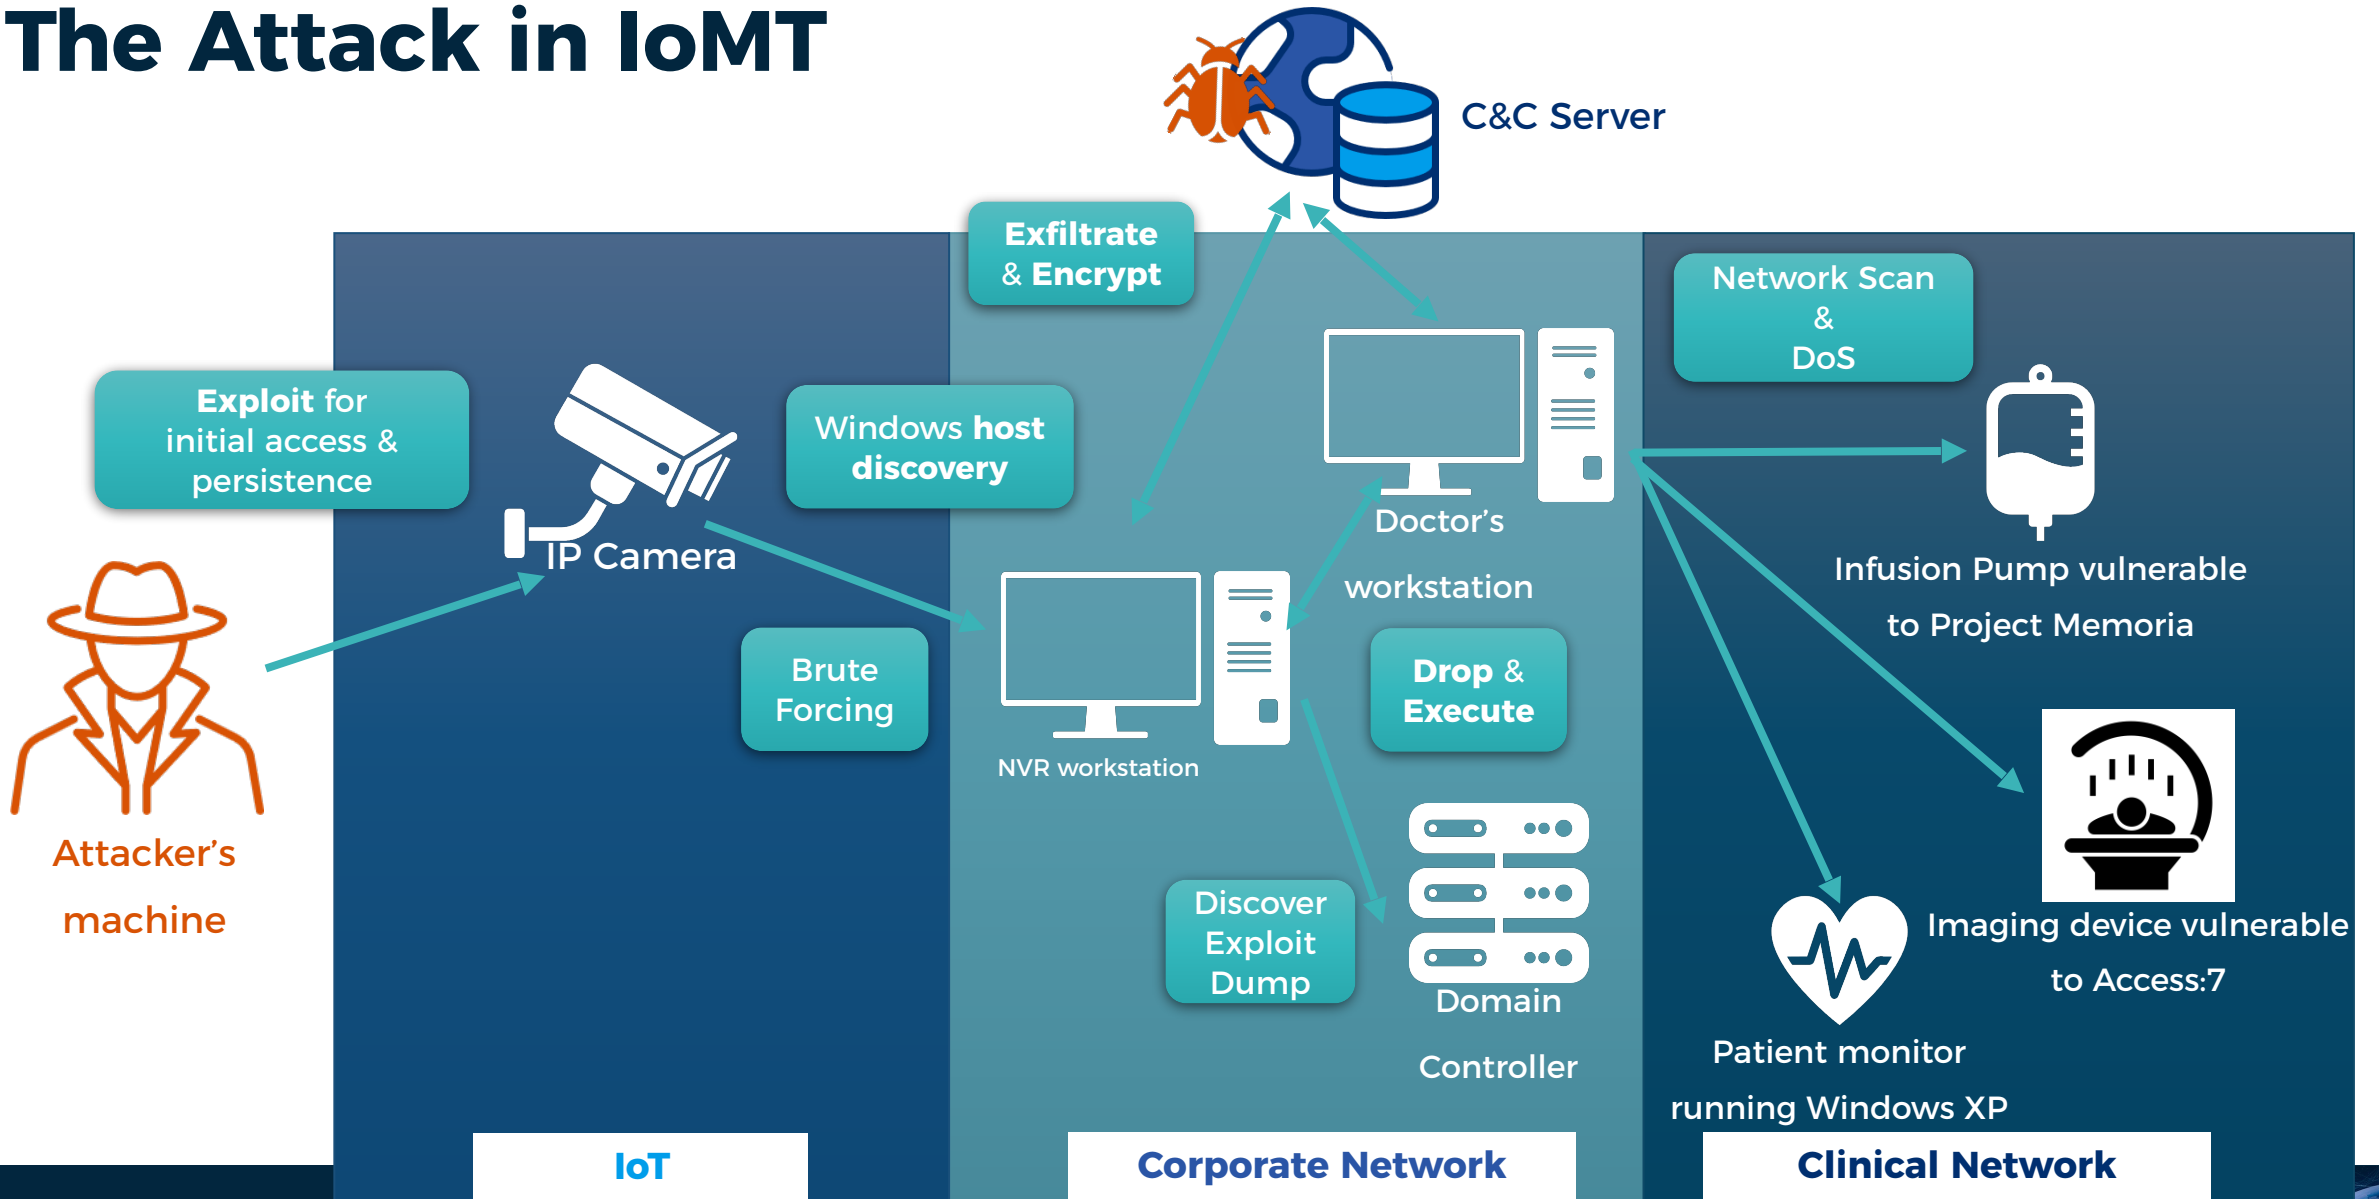 The Attack in IoMT
C&C Server
Exfiltrate
& Encrypt
Network Scan
&
DoS
Exploit for
initial access &
persistence
Windows host
discovery
IP Camera
Doctor's
workstation
Infusion Pump vulnerable
to Project Memoria
Brute
Forcing
Drop &
Execute
NVR workstation
Attacker's
machine
Discover
Exploit
Dump
Domain
Controller
Imaging device vulnerable
to Access:7
Patient monitor
running Windows XP
IoT
Corporate Network
Clinical Network